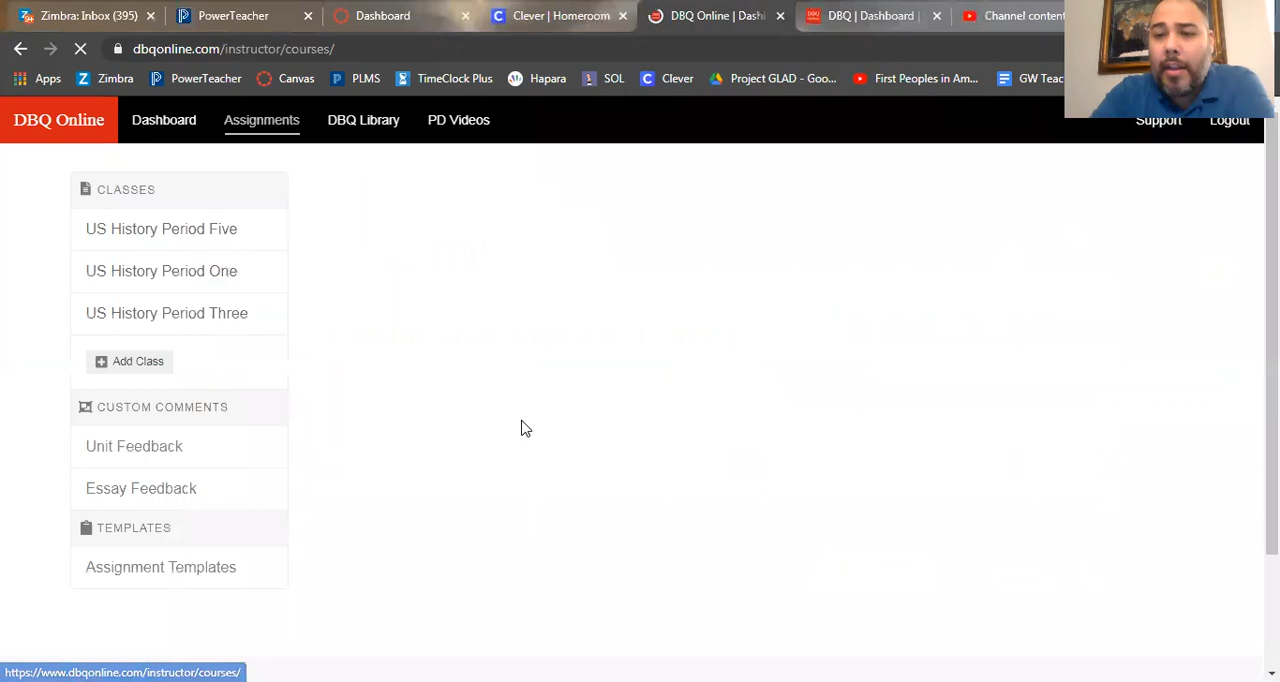 Zimbra: Inbox (395)
PowerTeacher
Dashboard
Clever | Homeroom
DBQ Online | Dashl
DBQ | Dashboard
Channel content
dbqonline.com/instructor/courses/
Apps
Zimbra
PowerTeacher
Canvas
PLMS
TimeClock Plus
Hapara
SOL
Clever
Project GLAD - Goo...
First Peoples in Am...
GW Teac
DBQ Online
Dashboard
Assignments
DBQ Library
PD Videos
Support
Logout
CLASSES
US History Period Five
US History Period One
US History Period Three
Add Class
CUSTOM COMMENTS
Unit Feedback
Essay Feedback
TEMPLATES
Assignment Templates
https://www.dbqonline.com/instructor/courses/